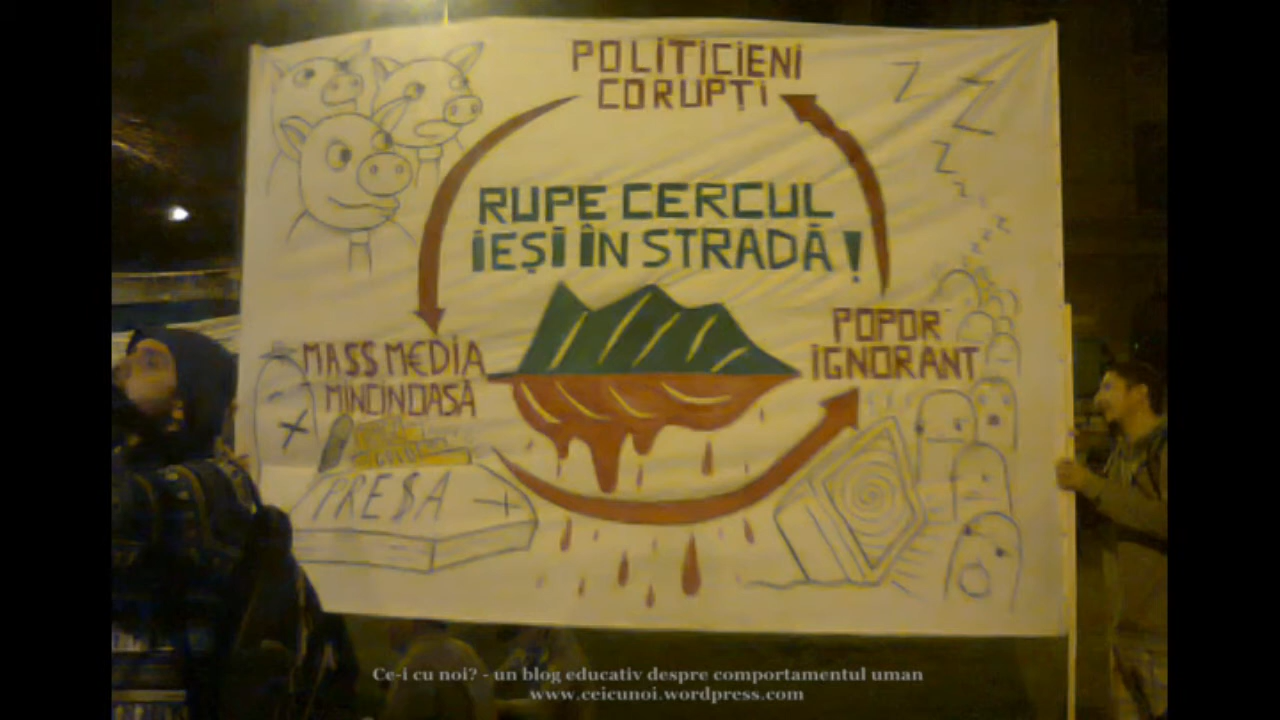 POLITICIENI
CORUPȚI
RUPE CERCUL
IEȘI ÎN STRADĂ !
MASS MEDIA
MINCINOASĂ
POPOR
IGNORANT
PRESA
Z Z Z Z Z Z Z
Ce-i cu noi? - un blog educativ despre comportamentul uman
www.ceicunoi.wordpress.com